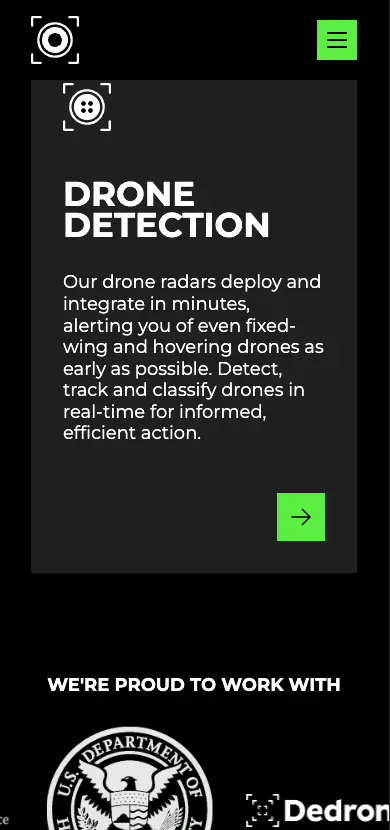 DRONE
DETECTION
Our drone radars deploy and
integrate in minutes,
alerting you of even fixed-
wing and hovering drones as
early as possible. Detect,
track and classify drones in
real-time for informed,
efficient action.
WE'RE PROUD TO WORK WITH
U.S. DEPARTMENT OF
Dedron